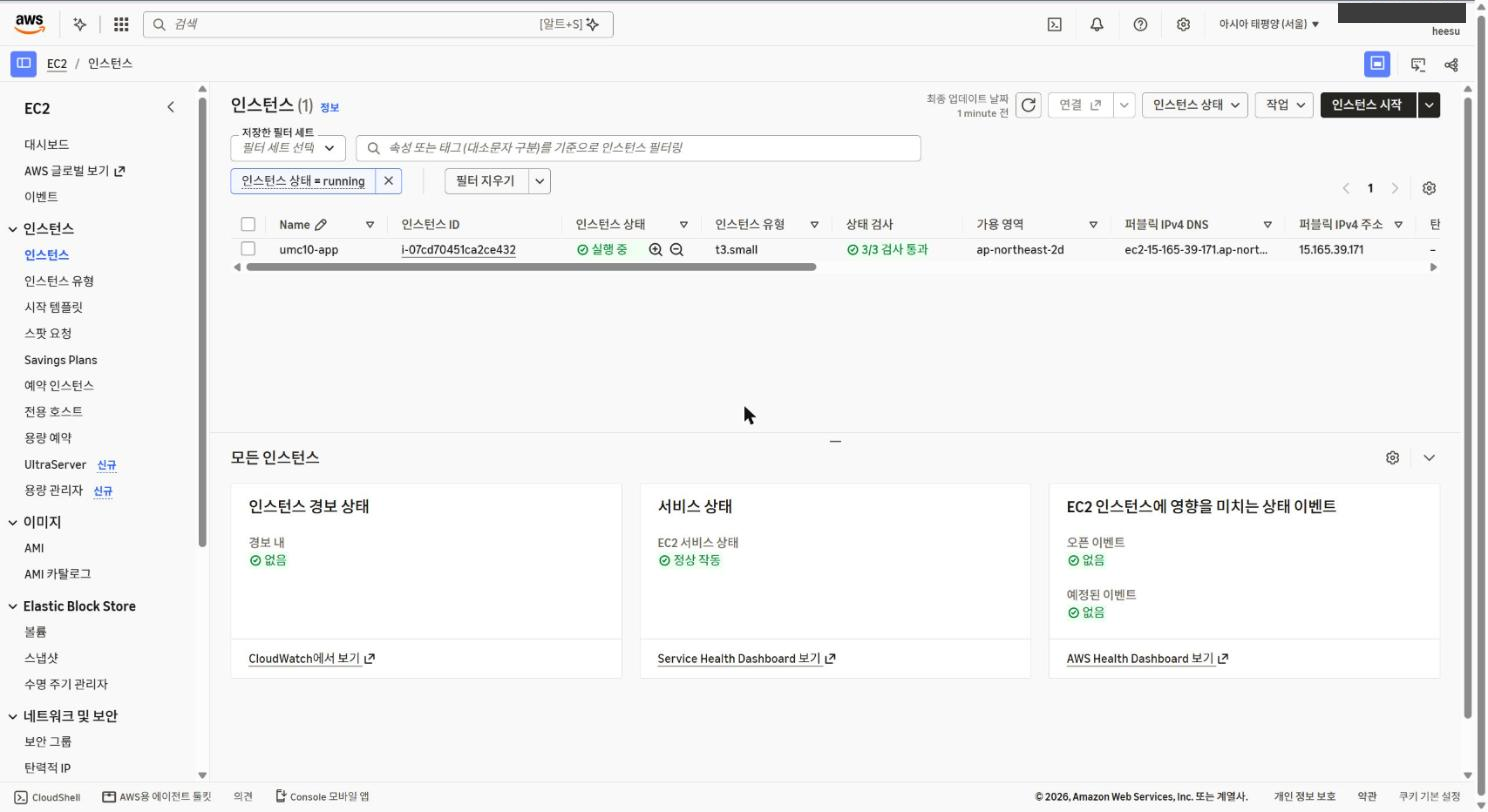 aws
검색
[알트+S]
아시아 태평양 (서울)
heesu
EC2 / 인스턴스
EC2
대시보드
AWS 글로벌 보기
이벤트
인스턴스
인스턴스
인스턴스 유형
시작 템플릿
스팟 요청
Savings Plans
예약 인스턴스
전용 호스트
용량 예약
UltraServer 신규
용량 관리자 신규
이미지
AMI
AMI 카탈로그
Elastic Block Store
볼륨
스냅샷
수명 주기 관리자
네트워크 및 보안
보안 그룹
탄력적 IP
인스턴스 (1) 정보
최종 업데이트 날짜
1 minute 전
연결
인스턴스 상태
작업
인스턴스 시작
저장한 필터 세트
필터 세트 선택
속성 또는 태그 (대소문자 구분)를 기준으로 인스턴스 필터링
인스턴스 상태 = running
필터 지우기
1
Name 인스턴스 ID 인스턴스 상태 인스턴스 유형 상태 검사 가용 영역 퍼블릭 IPv4 DNS 퍼블릭 IPv4 주소 탄
umc10-app i-07cd70451ca2ce432 실행 중 t3.small 3/3 검사 통과 ap-northeast-2d ec2-15-165-39-171.ap-nort... 15.165.39.171 –
모든 인스턴스
인스턴스 경보 상태
경보 내
없음
CloudWatch에서 보기
서비스 상태
EC2 서비스 상태
정상 작동
Service Health Dashboard 보기
EC2 인스턴스에 영향을 미치는 상태 이벤트
오픈 이벤트
없음
예정된 이벤트
없음
AWS Health Dashboard 보기
CloudShell
AWS용 에이전트 툴킷
의견
Console 모바일 앱
© 2026, Amazon Web Services, Inc. 또는 계열사.
개인 정보 보호
약관
쿠키 기본 설정